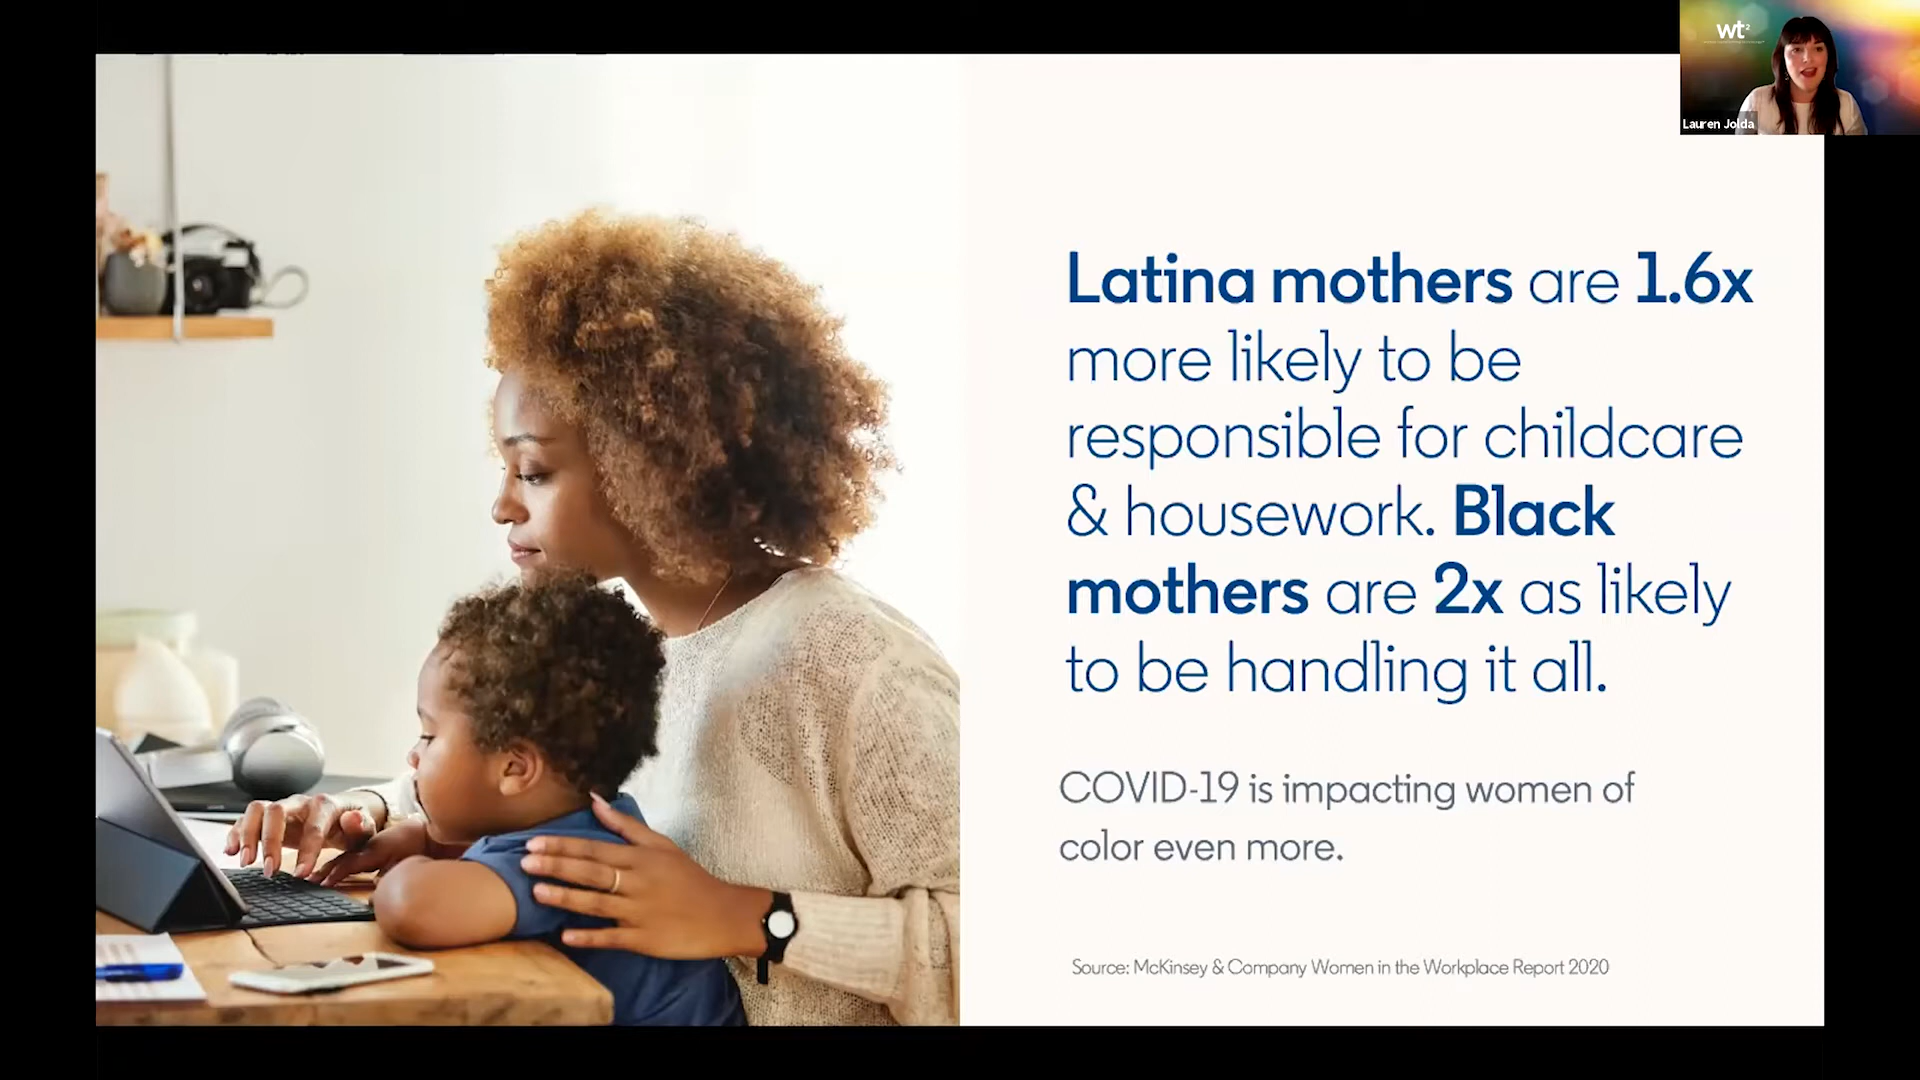 wt²
Lauren Jolda
Latina mothers are 1.6x
more likely to be
responsible for childcare
& housework. Black
mothers are 2x as likely
to be handling it all.
COVID-19 is impacting women of
color even more.
Source: McKinsey & Company Women in the Workplace Report 2020